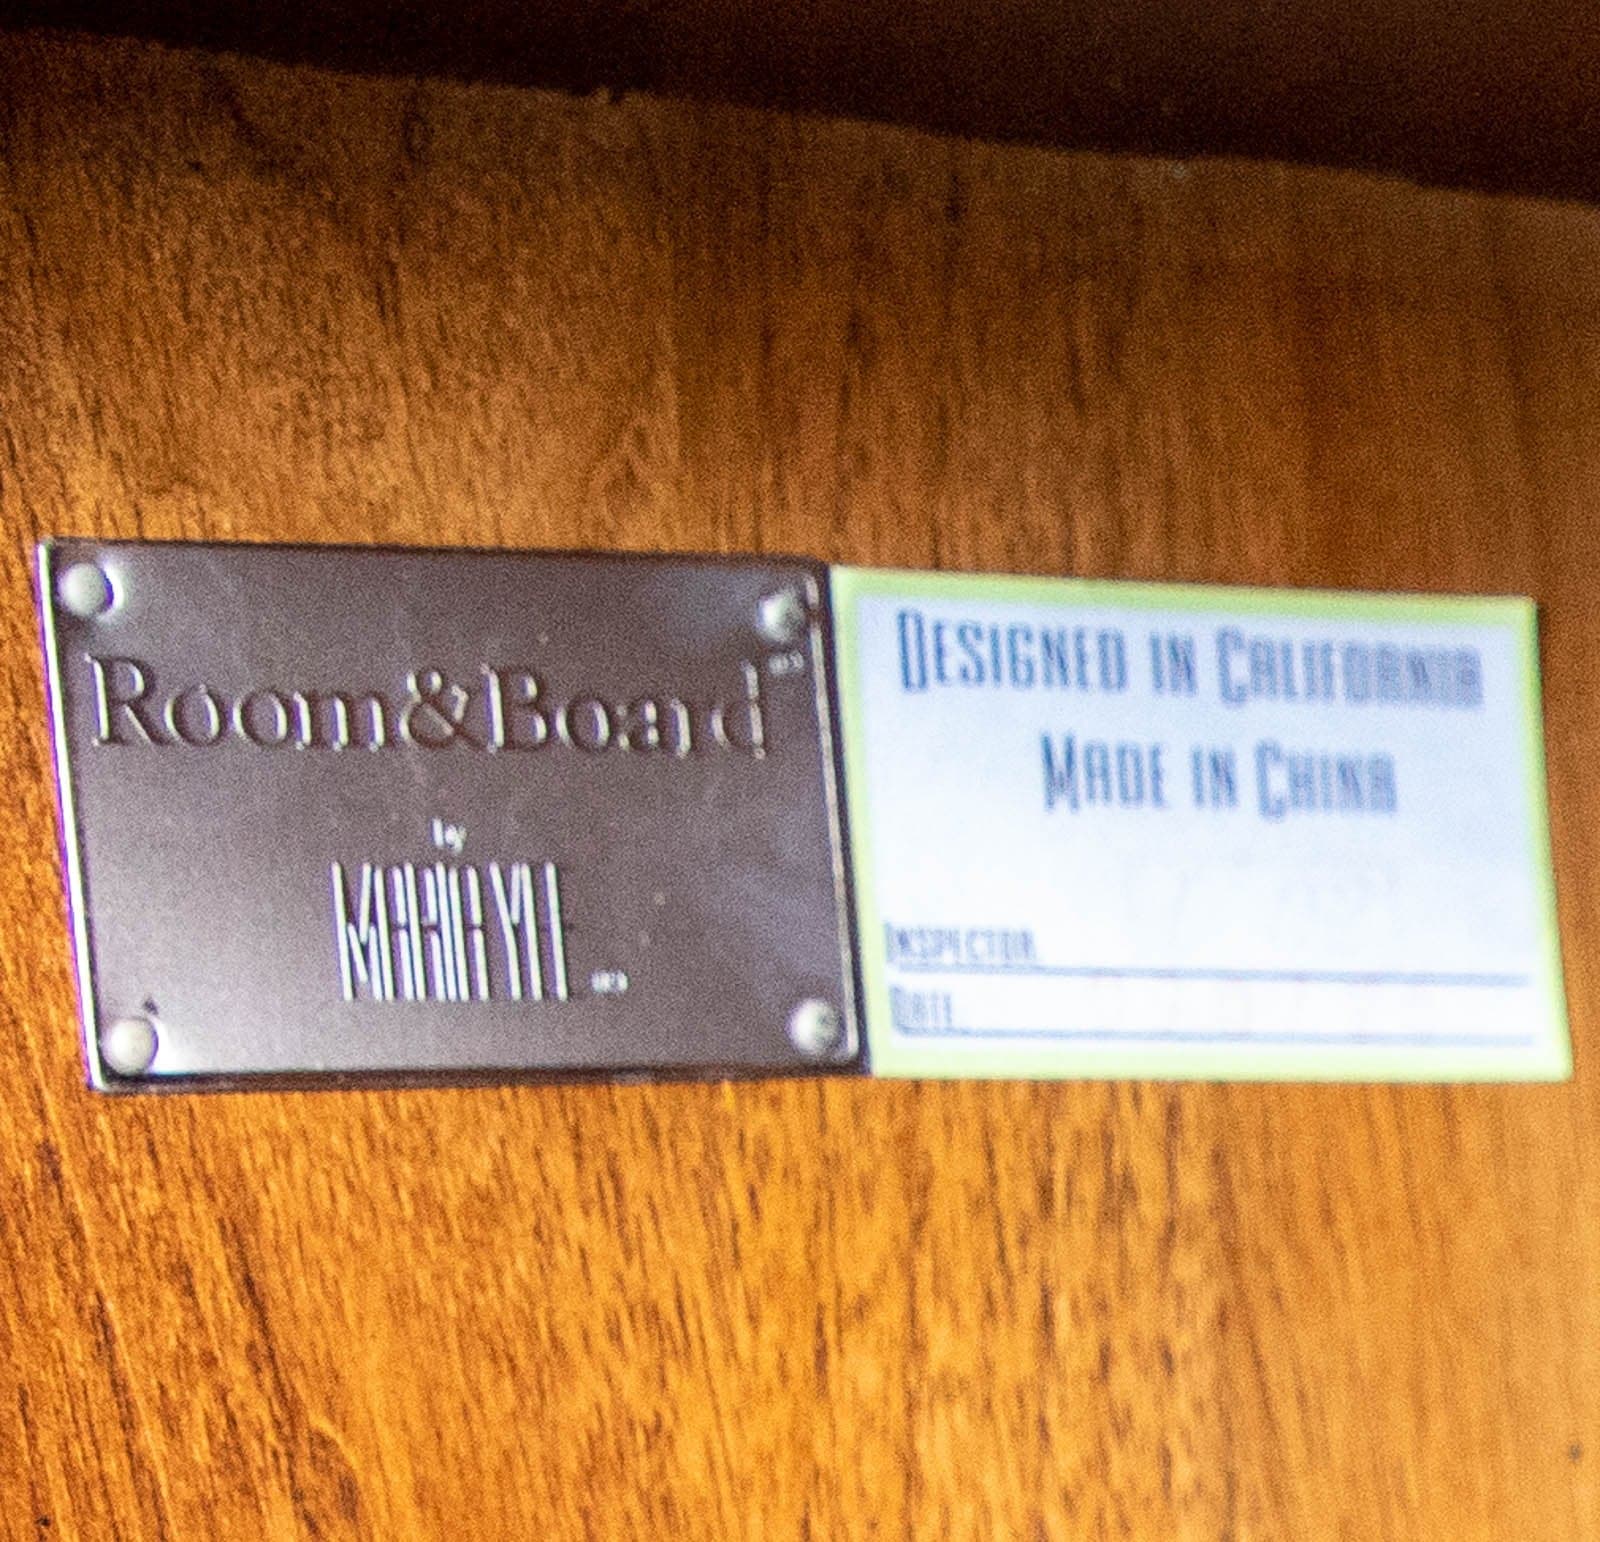 Room&Board
by
MARIA YEE
DESIGNED IN CALIFORNIA
MADE IN CHINA
INSPECTOR
DATE